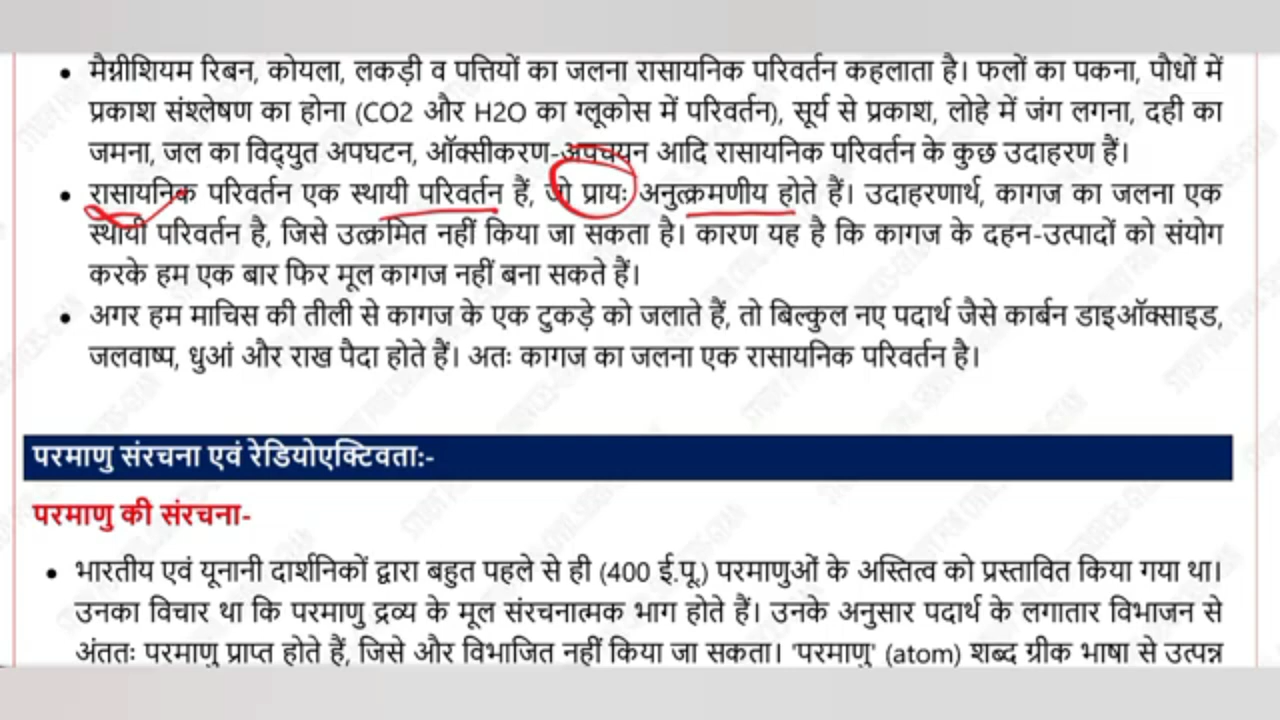 • मैग्नीशियम रिबन, कोयला, लकड़ी व पत्तियों का जलना रासायनिक परिवर्तन कहलाता है। फलों का पकना, पौधों में
प्रकाश संश्लेषण का होना (CO2 और H2O का ग्लूकोस में परिवर्तन), सूर्य से प्रकाश, लोहे में जंग लगना, दही का
जमना, जल का विद्युत अपघटन, ऑक्सीकरण-अपचयन आदि रासायनिक परिवर्तन के कुछ उदाहरण हैं।
• रासायनिक परिवर्तन एक स्थायी परिवर्तन हैं, जो प्रायः अनुत्क्रमणीय होते हैं। उदाहरणार्थ, कागज का जलना एक
स्थायी परिवर्तन है, जिसे उत्क्रमित नहीं किया जा सकता है। कारण यह है कि कागज के दहन-उत्पादों को संयोग
करके हम एक बार फिर मूल कागज नहीं बना सकते हैं।
• अगर हम माचिस की तीली से कागज के एक टुकड़े को जलाते हैं, तो बिल्कुल नए पदार्थ जैसे कार्बन डाइऑक्साइड,
जलवाष्प, धुआं और राख पैदा होते हैं। अतः कागज का जलना एक रासायनिक परिवर्तन है।
परमाणु संरचना एवं रेडियोएक्टिवताः-
परमाणु की संरचना-
• भारतीय एवं यूनानी दार्शनिकों द्वारा बहुत पहले से ही (400 ई.पू.) परमाणुओं के अस्तित्व को प्रस्तावित किया गया था।
उनका विचार था कि परमाणु द्रव्य के मूल संरचनात्मक भाग होते हैं। उनके अनुसार पदार्थ के लगातार विभाजन से
अंततः परमाणु प्राप्त होते हैं, जिसे और विभाजित नहीं किया जा सकता। 'परमाणु' (atom) शब्द ग्रीक भाषा से उत्पन्न